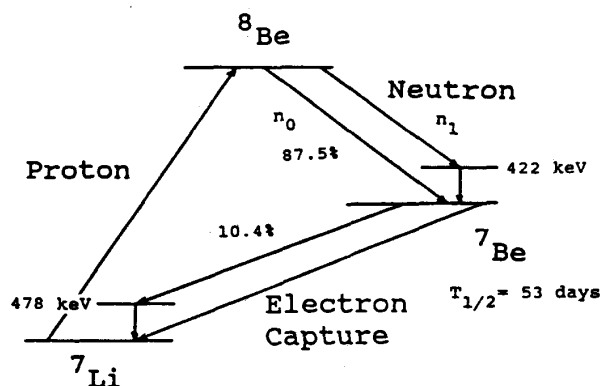 ⁸Be
Neutron
n₀
n₁
87.5%
Proton
422 keV
10.4%
⁷Be
T₁/₂= 53 days
478 keV
Electron
Capture
⁷Li